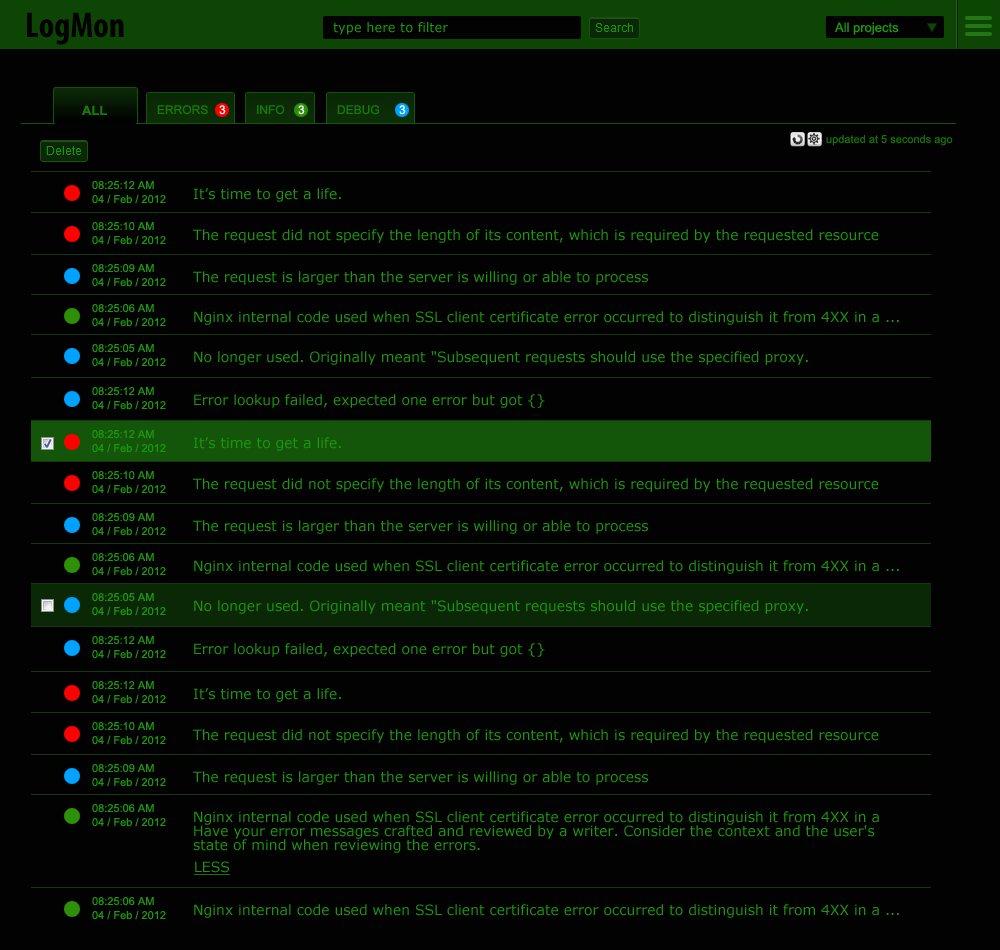 LogMon
type here to filter
Search
All projects
ALL
ERRORS 3
INFO 3
DEBUG 3
updated at 5 seconds ago
Delete
08:25:12 AM
04 / Feb / 2012
It's time to get a life.
08:25:10 AM
04 / Feb / 2012
The request did not specify the length of its content, which is required by the requested resource
08:25:09 AM
04 / Feb / 2012
The request is larger than the server is willing or able to process
08:25:06 AM
04 / Feb / 2012
Nginx internal code used when SSL client certificate error occurred to distinguish it from 4XX in a ...
08:25:05 AM
04 / Feb / 2012
No longer used. Originally meant "Subsequent requests should use the specified proxy.
08:25:12 AM
04 / Feb / 2012
Error lookup failed, expected one error but got {}
08:25:12 AM
04 / Feb / 2012
It's time to get a life.
08:25:10 AM
04 / Feb / 2012
The request did not specify the length of its content, which is required by the requested resource
08:25:09 AM
04 / Feb / 2012
The request is larger than the server is willing or able to process
08:25:06 AM
04 / Feb / 2012
Nginx internal code used when SSL client certificate error occurred to distinguish it from 4XX in a ...
08:25:05 AM
04 / Feb / 2012
No longer used. Originally meant "Subsequent requests should use the specified proxy.
08:25:12 AM
04 / Feb / 2012
Error lookup failed, expected one error but got {}
08:25:12 AM
04 / Feb / 2012
It's time to get a life.
08:25:10 AM
04 / Feb / 2012
The request did not specify the length of its content, which is required by the requested resource
08:25:09 AM
04 / Feb / 2012
The request is larger than the server is willing or able to process
08:25:06 AM
04 / Feb / 2012
Nginx internal code used when SSL client certificate error occurred to distinguish it from 4XX in a
Have your error messages crafted and reviewed by a writer. Consider the context and the user's
state of mind when reviewing the errors.
LESS
08:25:06 AM
04 / Feb / 2012
Nginx internal code used when SSL client certificate error occurred to distinguish it from 4XX in a ...